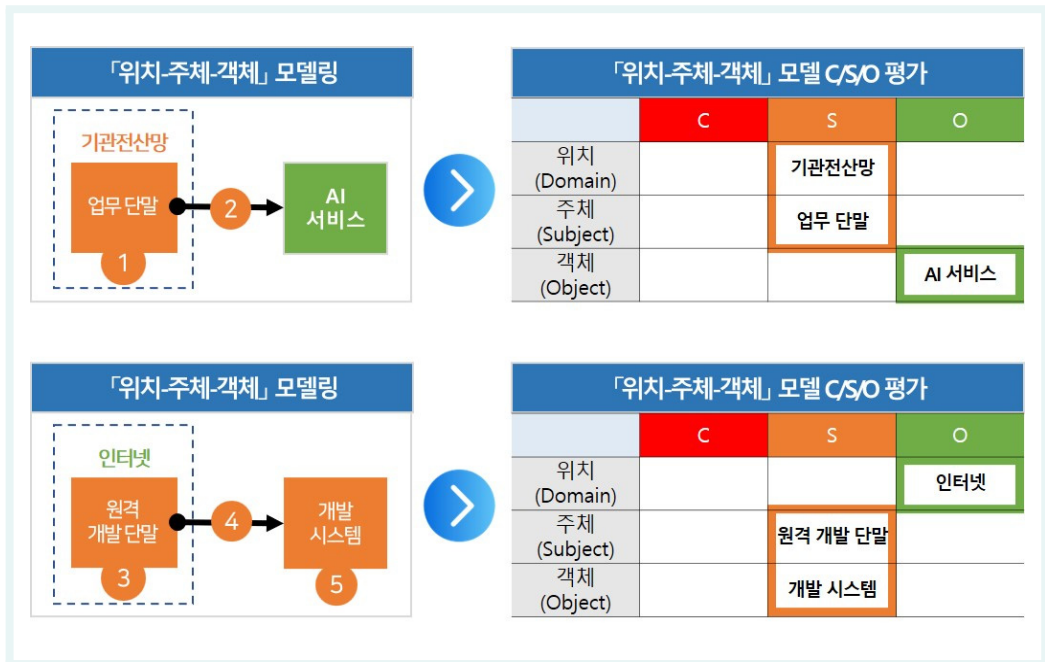 「위치-주체-객체」 모델링
기관전산망
업무 단말
2
AI
서비스
1
「위치-주체-객체」 모델 C/S/O 평가
C
S
O
위치
(Domain)
기관전산망
주체
(Subject)
업무 단말
객체
(Object)
AI 서비스
「위치-주체-객체」 모델링
인터넷
원격
개발 단말
4
개발
시스템
3
5
「위치-주체-객체」 모델 C/S/O 평가
C
S
O
위치
(Domain)
인터넷
주체
(Subject)
원격 개발 단말
객체
(Object)
개발 시스템